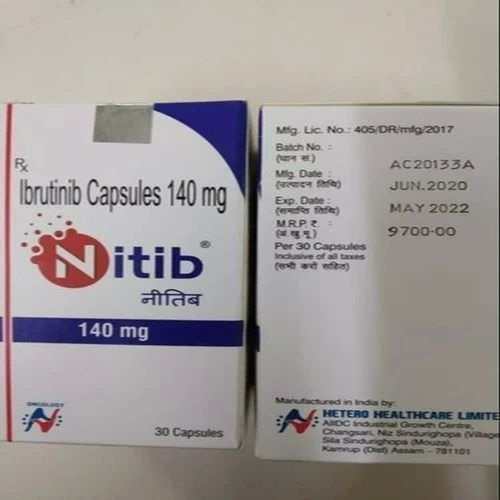 Rx
Ibrutinib Capsules 140 mg
Nitib®
नीतिब
140 mg
ONCOLOGY
30 Capsules
Mfg. Lic. No.: 405/DR/mfg/2017
Batch No. :
(घान सं.)
AC20133A
Mfg. Date :
(उत्पादन तिथि)
JUN.2020
Exp. Date :
(समाप्ति तिथि)
MAY 2022
M.R.P. ₹. :
(अ.खु.मू.)
9700.00
Per 30 Capsules
Inclusive of all taxes
(सभी करों सहित)
Manufactured in India by:
HETERO HEALTHCARE LIMITE
AIIDC Industrial Growth Centre,
Changsari, Niz Sindurighopa (Village
Sila Sindurighopa (Mouza),
Kamrup (Dist) Assam - 781101